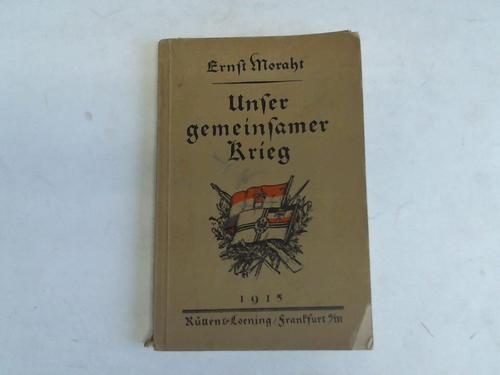 Ernſt Moraht
Unſer
gemeinſamer
Krieg
1915
Rütten & Loening / Frankfurt a/M